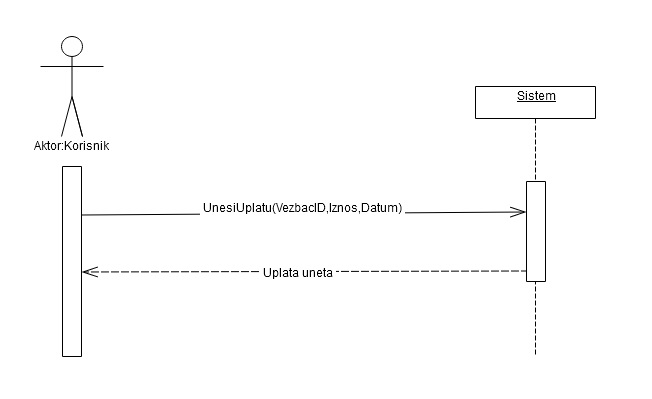 Sistem
Aktor:Korisnik
UnesiUplatu(VezbacID,Iznos,Datum)
Uplata uneta